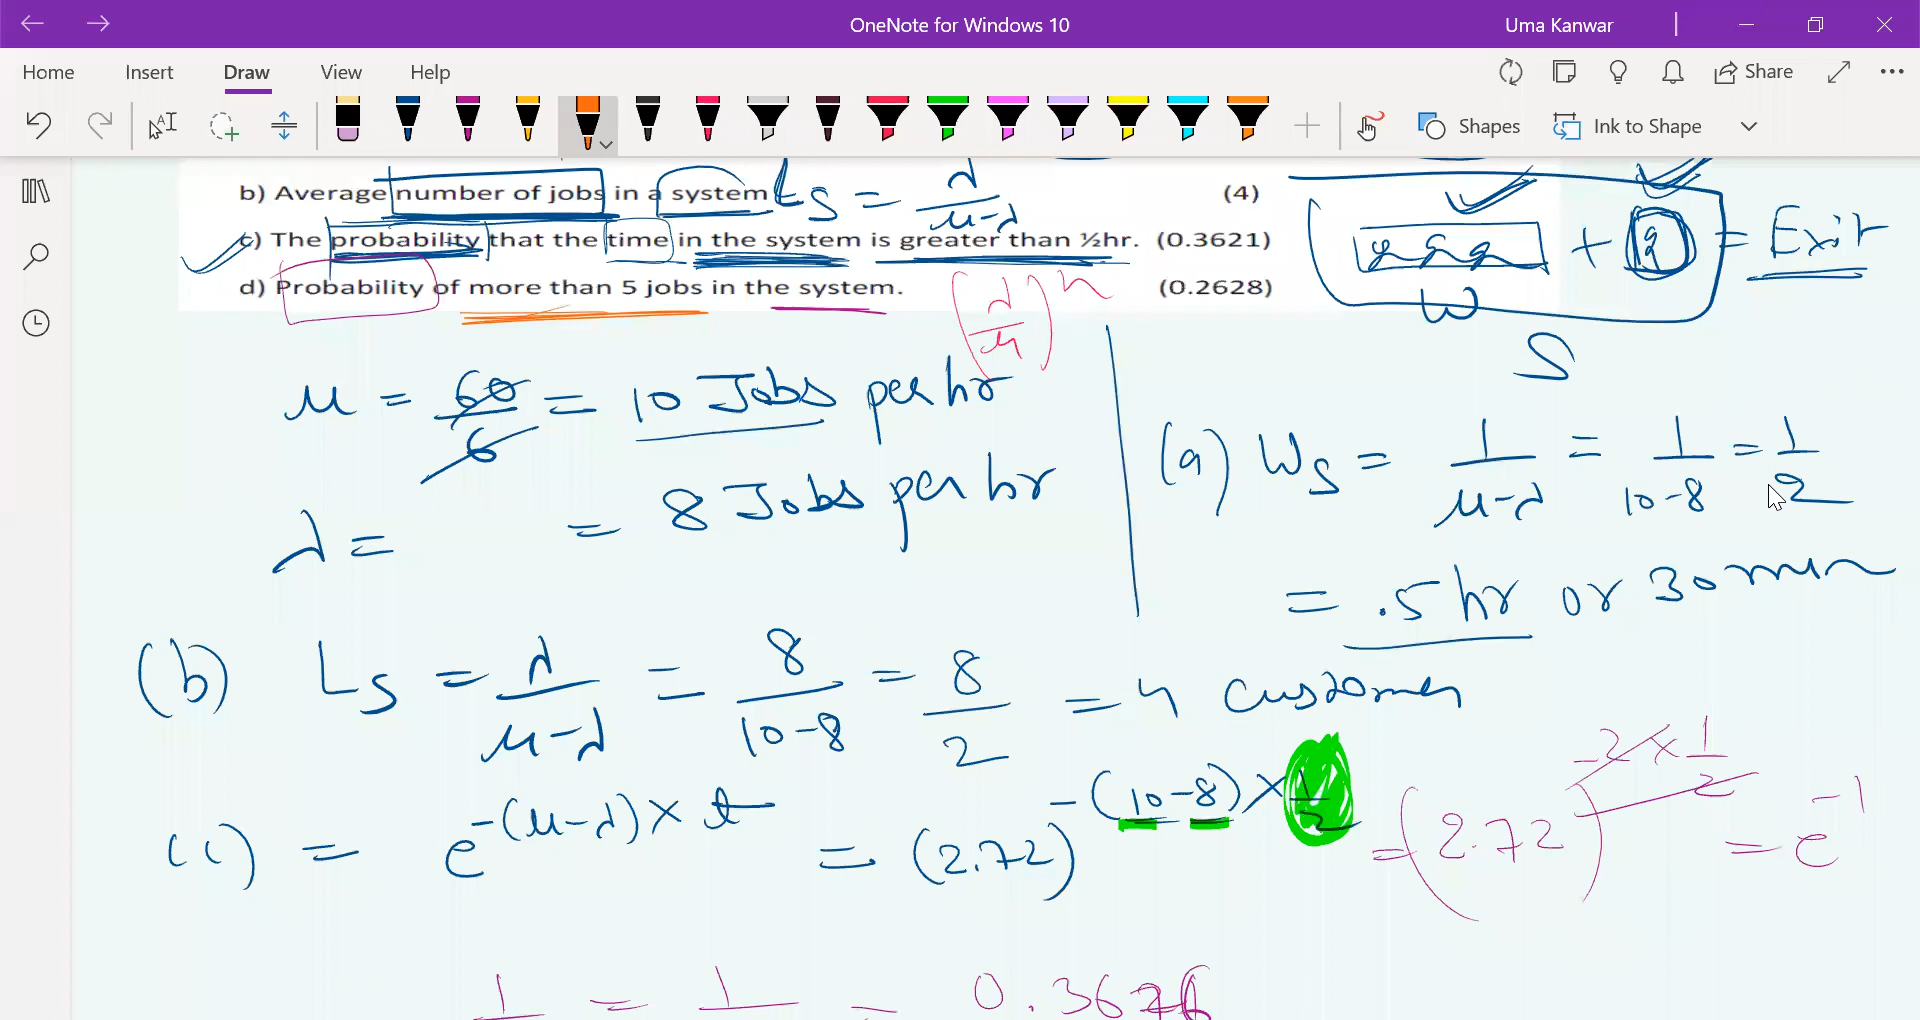 OneNote for Windows 10
Uma Kanwar
Home Insert Draw View Help
Share
Shapes
Ink to Shape
b) Average number of jobs in a system Ls = λ/(μ-λ) (4)
c) The probability that the time in the system is greater than ½hr. (0.3621)
d) Probability of more than 5 jobs in the system. (0.2628)
(λ/μ)^n
+ = Exit
W
S
μ = 60/6 = 10 Jobs per hr
λ = = 8 Jobs per hr
(a) Ws = 1/(μ-λ) = 1/(10-8) = 1/2
= .5 hr or 30 min
(b) Ls = λ/(μ-λ) = 8/(10-8) = 8/2 = 4 customer
(c) = e^-(μ-λ)×t = (2.72)^-(10-8)×1/2 = (2.72)^-2×1/2 = e^-1